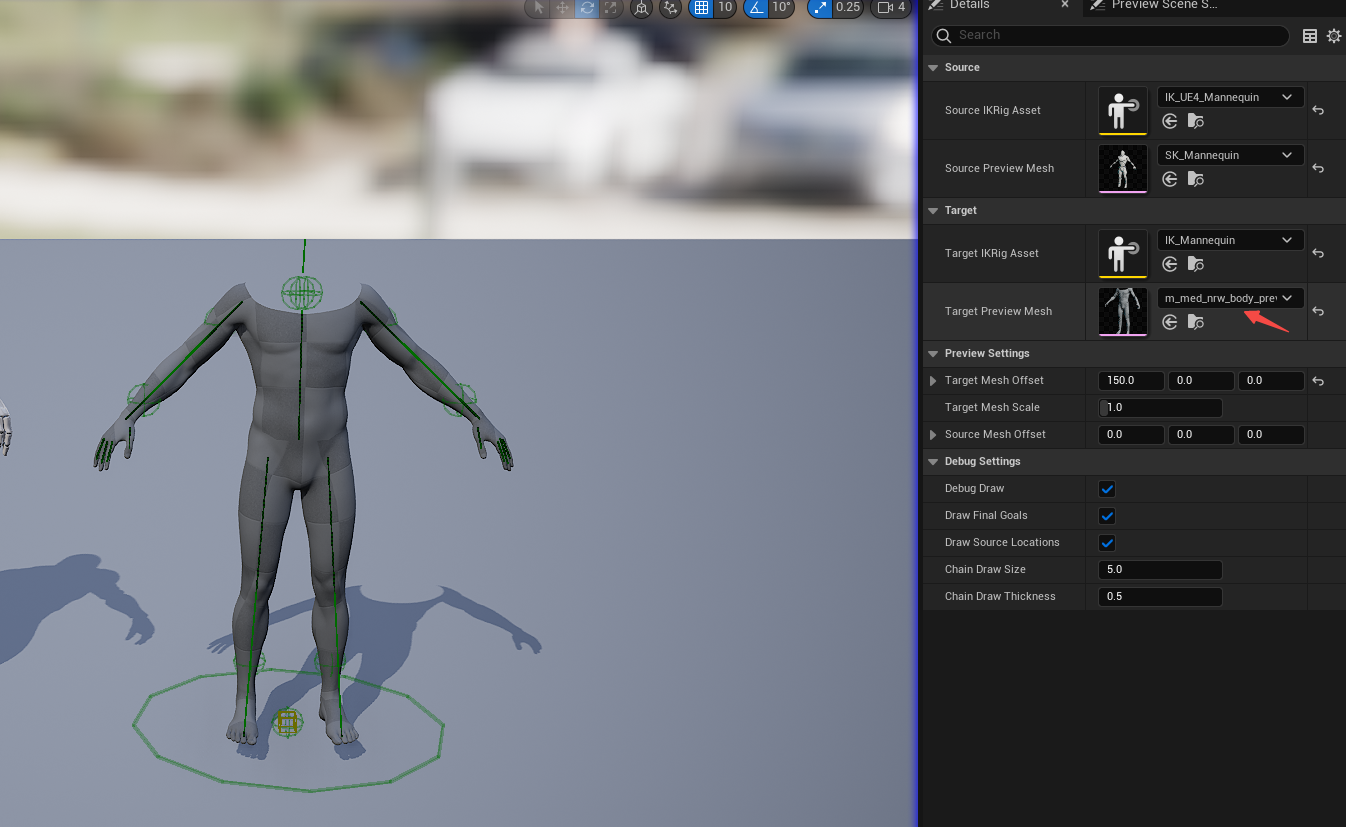 10
10°
0.25
4
Details
Preview Scene S...
Search
Source
Source IKRig Asset
IK_UE4_Mannequin
Source Preview Mesh
SK_Mannequin
Target
Target IKRig Asset
IK_Mannequin
Target Preview Mesh
m_med_nrw_body_prev
Preview Settings
Target Mesh Offset
150.0
0.0
0.0
Target Mesh Scale
1.0
Source Mesh Offset
0.0
0.0
0.0
Debug Settings
Debug Draw
Draw Final Goals
Draw Source Locations
Chain Draw Size
5.0
Chain Draw Thickness
0.5